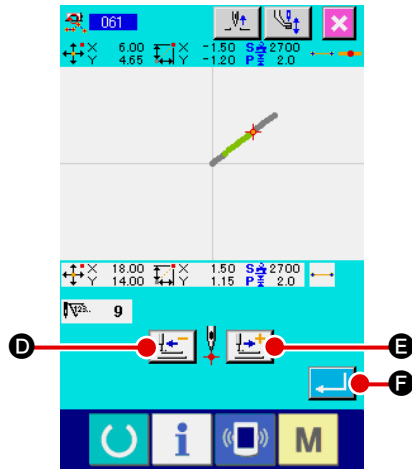 061
X 6.00 X -1.50 S 2700
Y 4.65 Y -1.20 P 2.0
X 18.00 X 1.50 S 2700
Y 14.00 Y 1.15 P 2.0
123.. 9
D E
F
i M